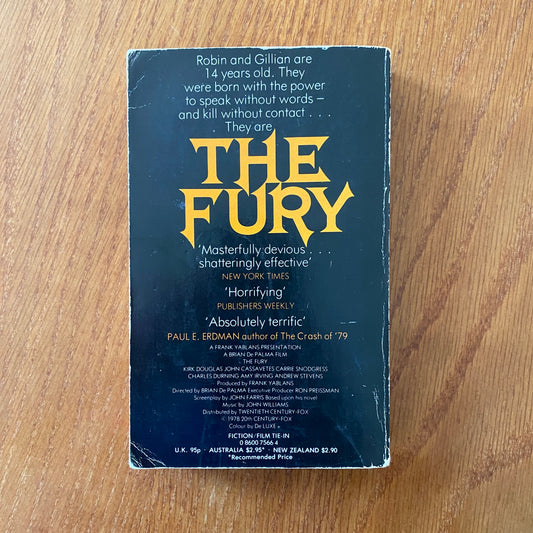 Robin and Gillian are
14 years old. They
were born with the power
to speak without words –
and kill without contact . . .
They are
THE
FURY
'Masterfully devious . . .
shatteringly effective'
NEW YORK TIMES
'Horrifying'
PUBLISHERS WEEKLY
'Absolutely terrific'
PAUL E. ERDMAN author of The Crash of '79
A FRANK YABLANS PRESENTATION
A BRIAN De PALMA FILM
THE FURY
KIRK DOUGLAS JOHN CASSAVETES CARRIE SNODGRESS
CHARLES DURNING AMY IRVING ANDREW STEVENS
Produced by FRANK YABLANS
Directed by BRIAN De PALMA Executive Producer RON PREISSMAN
Screenplay by JOHN FARRIS Based upon his novel
Music by JOHN WILLIAMS
Distributed by TWENTIETH CENTURY-FOX
© 1978 20th CENTURY-FOX
Colour by De LUXE
FICTION/FILM TIE-IN
0 8600 7566 4
U.K. 95p · AUSTRALIA $2.95* · NEW ZEALAND $2.90
*Recommended Price